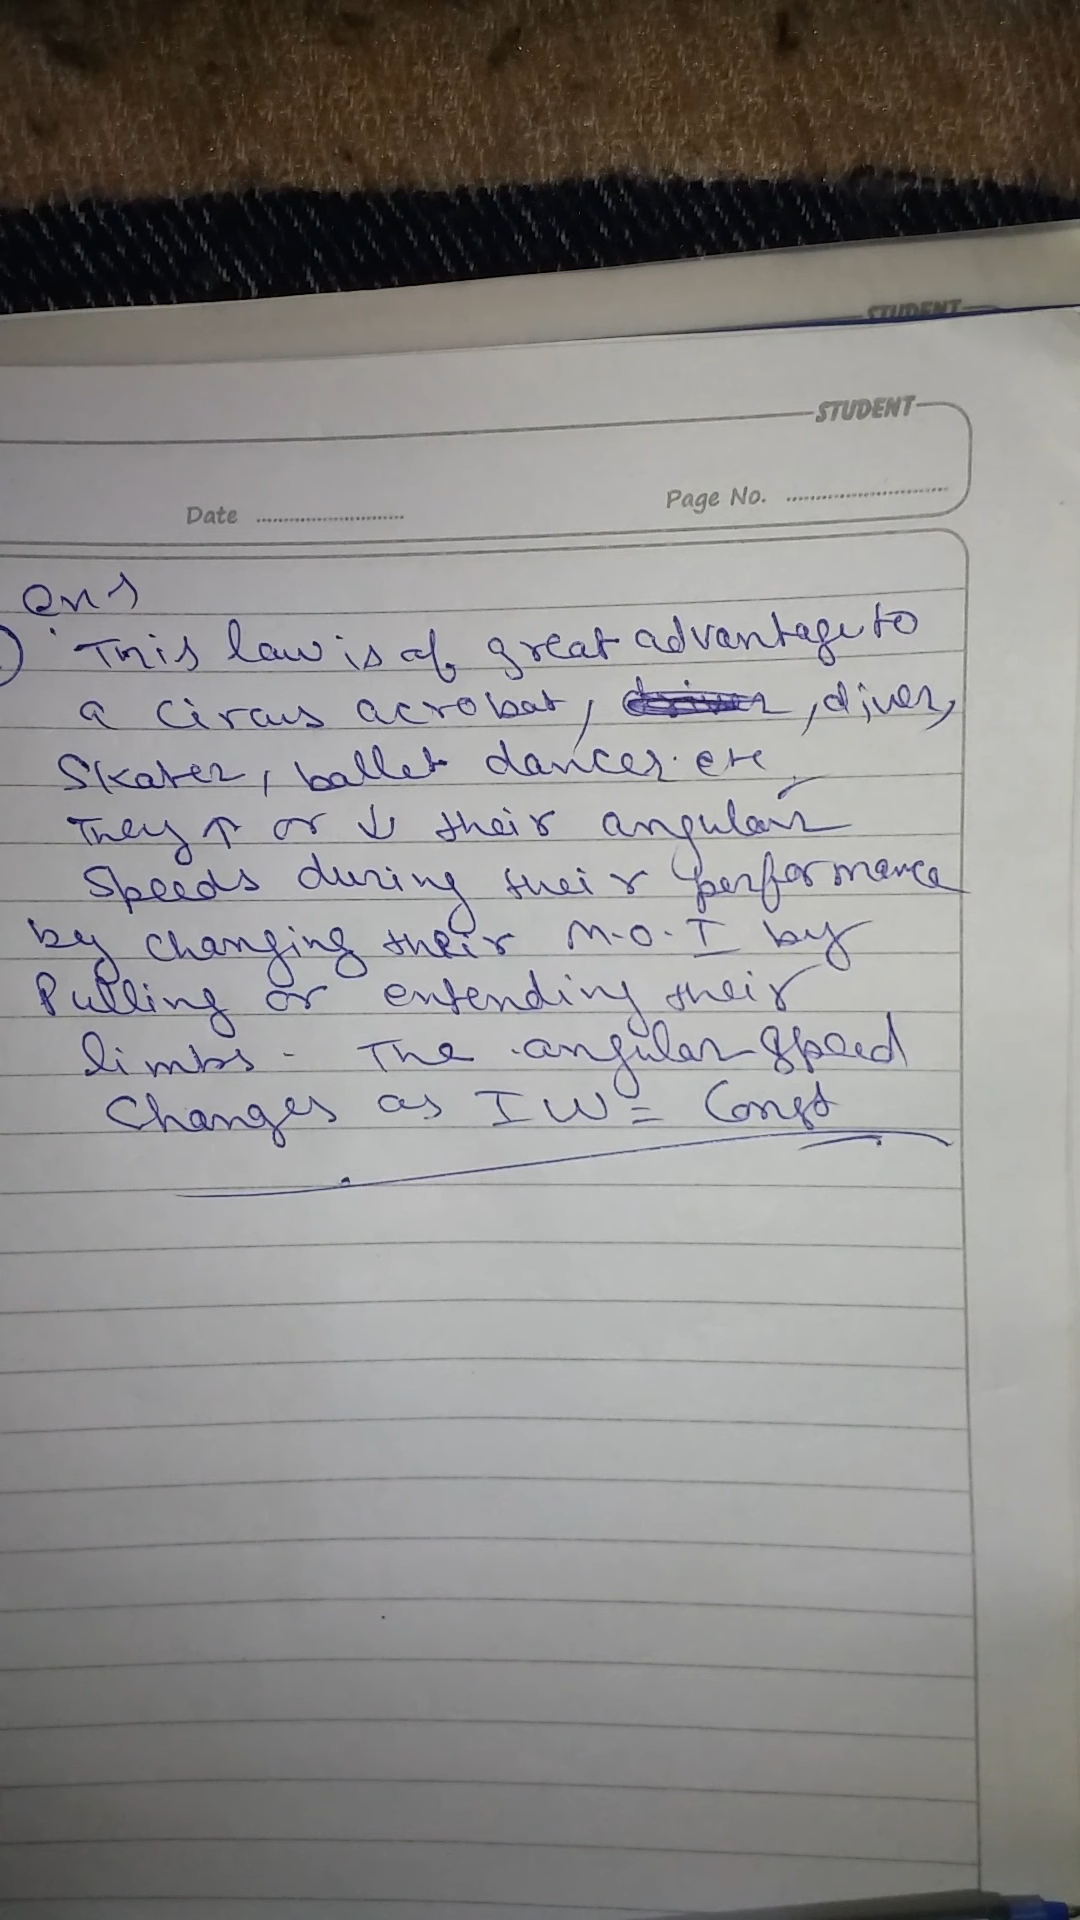 STUDENT
STUDENT
Date
Page No.
This law is of great advantage to
a circus acrobat, , diver,
Skater, ballet dancer etc
They ↑ or ↓ their angular
Speeds during their performance
by changing their M.O.I by
Pulling or extending their
limbs. The angular speed
Changes as Iω = Const